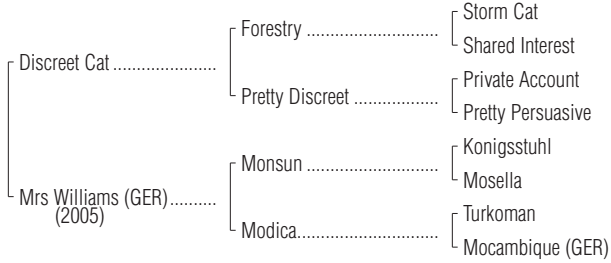 Storm Cat
Forestry ........................
Shared Interest
Discreet Cat ...................
Private Account
Pretty Discreet ...............
Pretty Persuasive
Konigsstuhl
Monsun ........................
Mosella
Mrs Williams (GER).........
(2005)
Turkoman
Modica..........................
Mocambique (GER)